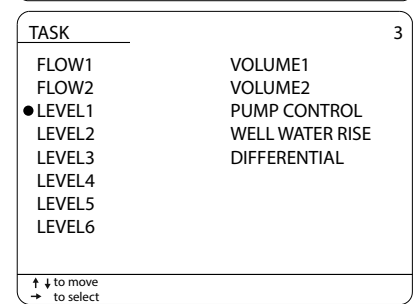 TASK 3
FLOW1 VOLUME1
FLOW2 VOLUME2
●LEVEL1 PUMP CONTROL
LEVEL2 WELL WATER RISE
LEVEL3 DIFFERENTIAL
LEVEL4
LEVEL5
LEVEL6
↑ ↓ to move
→ to select